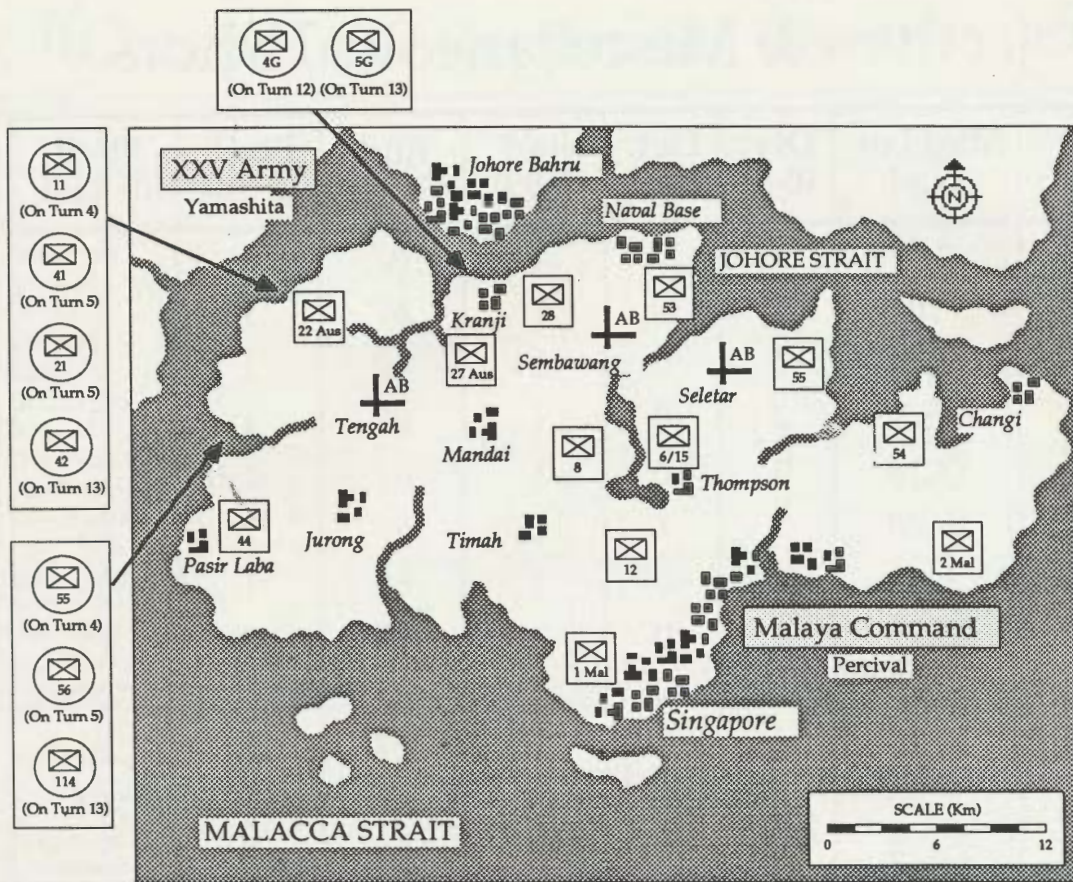 4G
5G
(On Turn 12) (On Turn 13)
11
(On Turn 4)
41
(On Turn 5)
21
(On Turn 5)
42
(On Turn 13)
55
(On Turn 4)
56
(On Turn 5)
114
(On Turn 13)
XXV Army
Yamashita
Johore Bahru
Naval Base
N
JOHORE STRAIT
22 Aus
Kranji
28
53
AB
Sembawang
27 Aus
AB
Seletar
55
AB
Tengah
Mandai
8
6/15
Thompson
54
Changi
44
Pasir Laba
Jurong
Timah
12
2 Mal
1 Mal
Malaya Command
Percival
Singapore
MALACCA STRAIT
SCALE (Km)
0 6 12